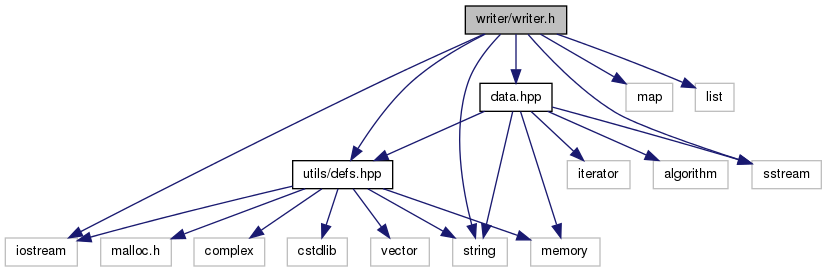 writer/writer.h
data.hpp
map
list
utils/defs.hpp
iterator
algorithm
sstream
iostream
malloc.h
complex
cstdlib
vector
string
memory